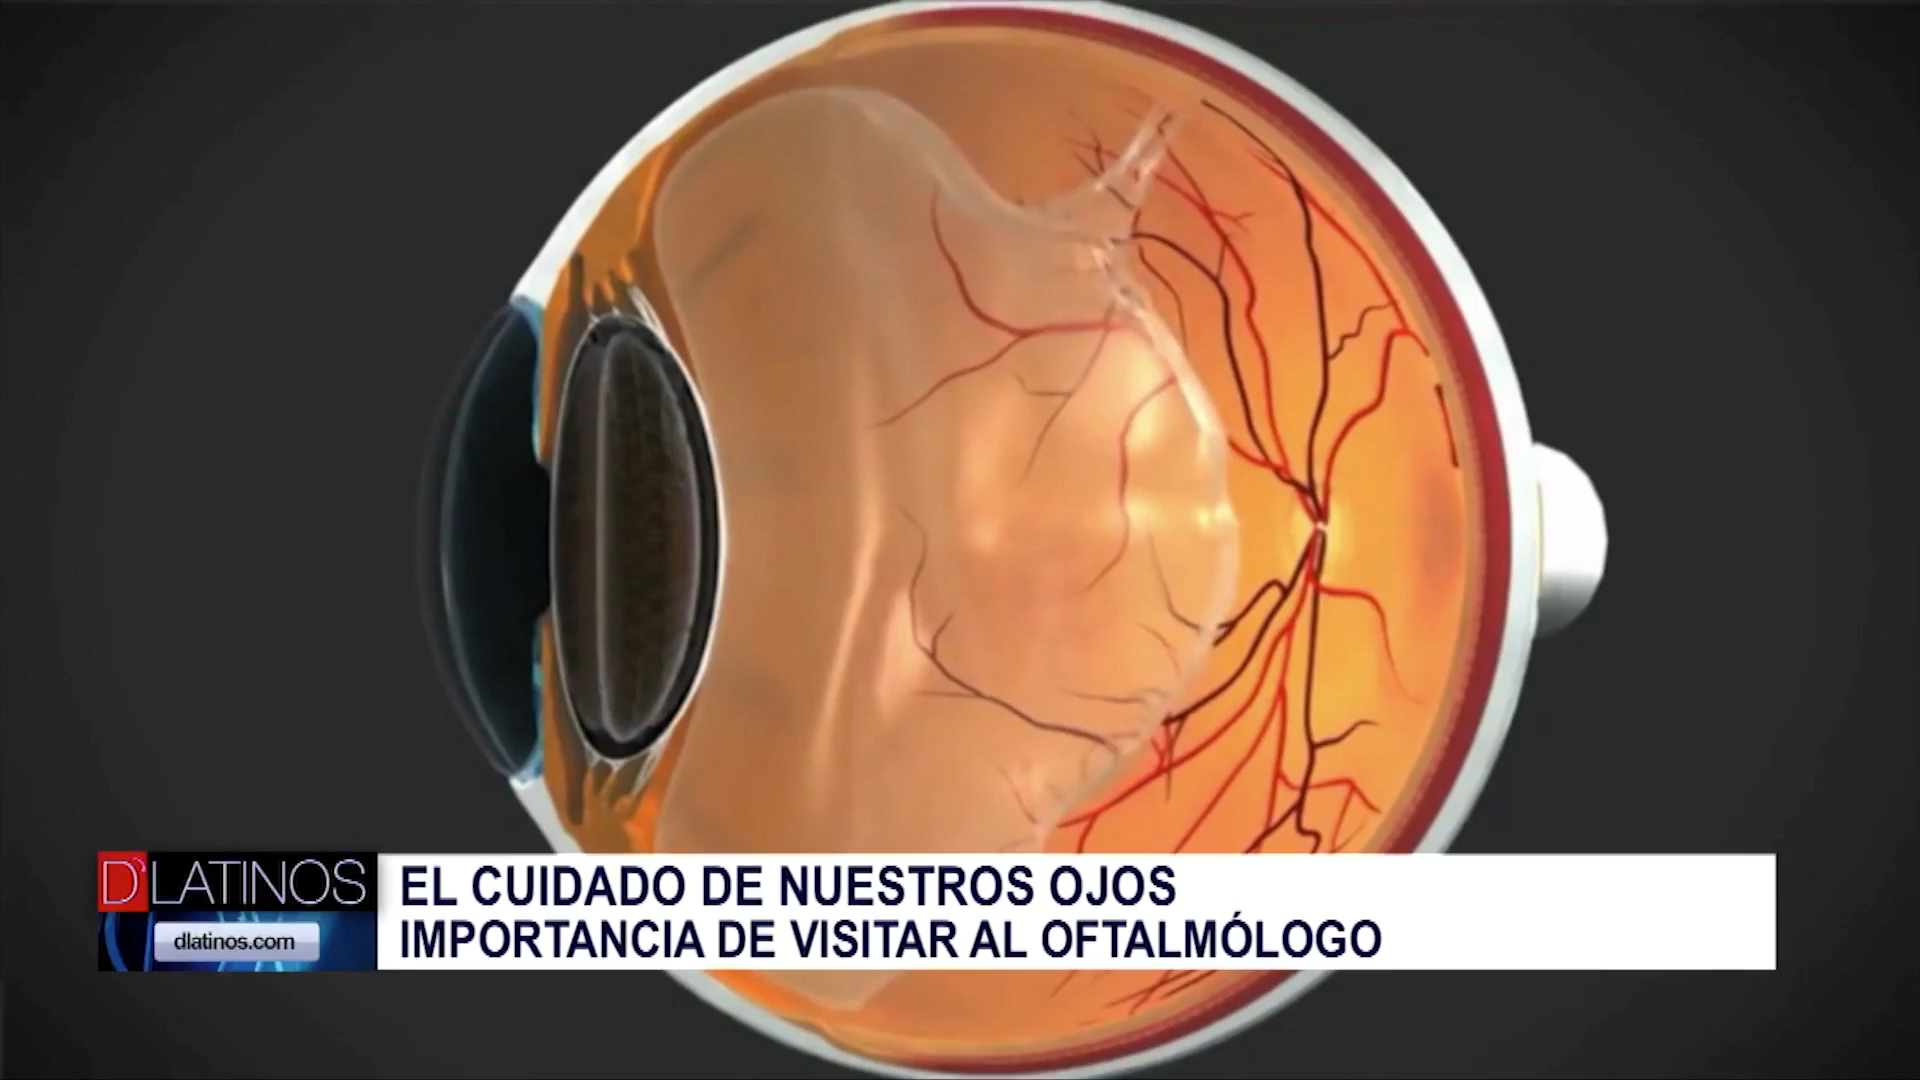 D'LATINOS
dlatinos.com
EL CUIDADO DE NUESTROS OJOS
IMPORTANCIA DE VISITAR AL OFTALMÓLOGO